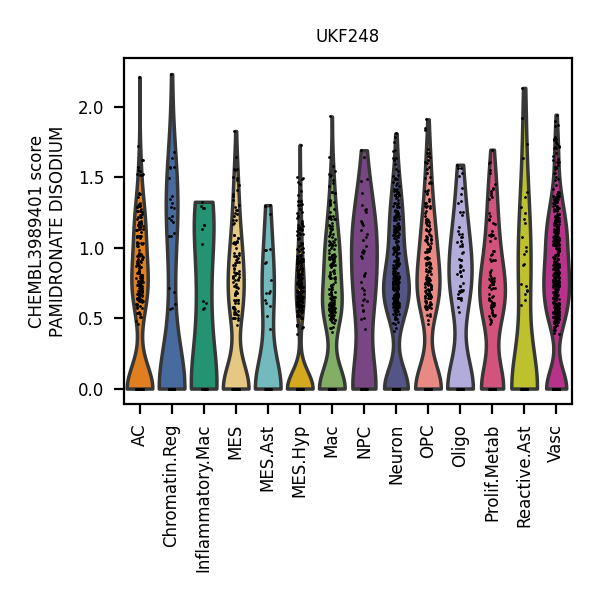 UKF248
CHEMBL3989401 score
PAMIDRONATE DISODIUM
2.0
1.5
1.0
0.5
0.0
AC
Chromatin.Reg
Inflammatory.Mac
MES
MES.Ast
MES.Hyp
Mac
NPC
Neuron
OPC
Oligo
Prolif.Metab
Reactive.Ast
Vasc